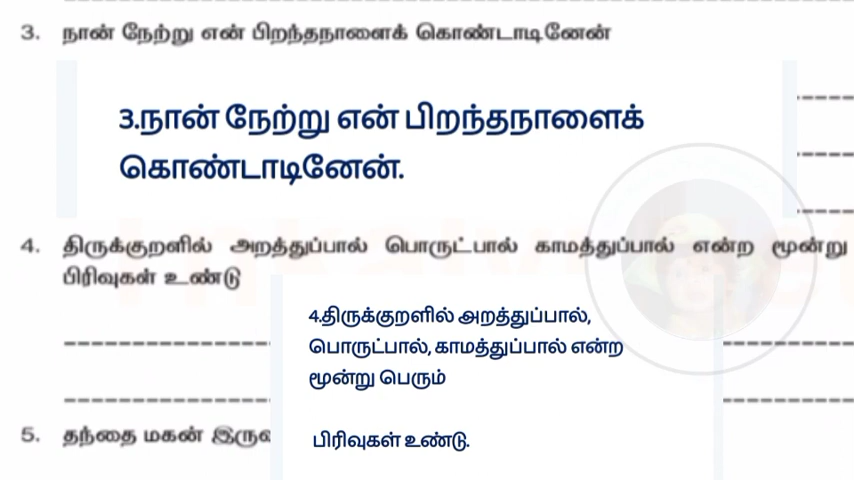 3. நான் நேற்று என் பிறந்தநாளைக் கொண்டாடினேன்
3.நான் நேற்று என் பிறந்தநாளைக்
கொண்டாடினேன்.
4. திருக்குறளில் அறத்துப்பால் பொருட்பால் காமத்துப்பால் என்ற மூன்று
பிரிவுகள் உண்டு
4.திருக்குறளில் அறத்துப்பால்,
பொருட்பால், காமத்துப்பால் என்ற
மூன்று பெரும்
பிரிவுகள் உண்டு.
5. தந்தை மகன்